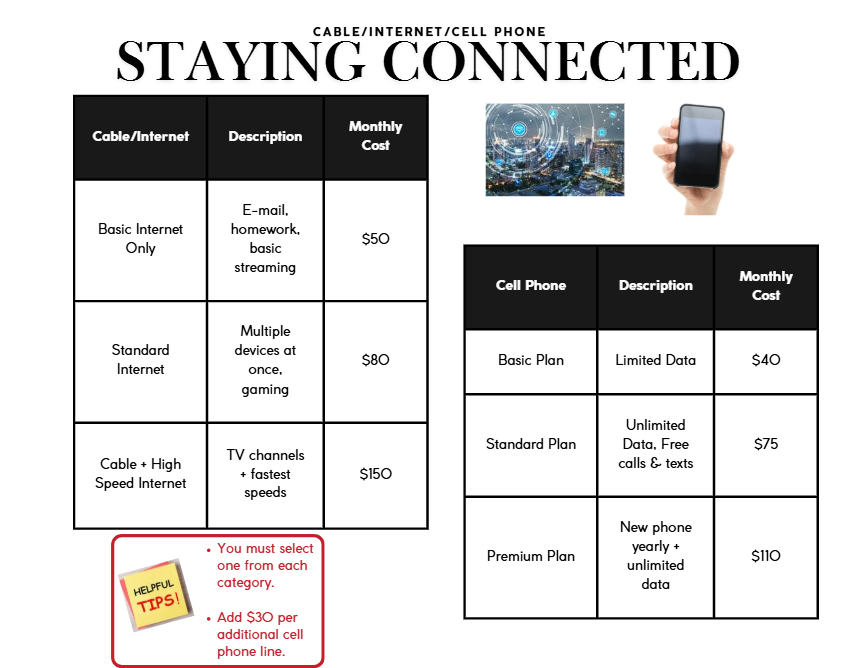 CABLE/INTERNET/CELL PHONE
STAYING CONNECTED
Cable/Internet
Description
Monthly
Cost
Basic Internet
Only
E-mail,
homework,
basic
streaming
$50
Standard
Internet
Multiple
devices at
once,
gaming
$80
Cable + High
Speed Internet
TV channels
+ fastest
speeds
$150
Cell Phone
Description
Monthly
Cost
Basic Plan
Limited Data
$40
Standard Plan
Unlimited
Data, Free
calls & texts
$75
Premium Plan
New phone
yearly +
unlimited
data
$110
HELPFUL
TIPS!
• You must select
one from each
category.
• Add $30 per
additional cell
phone line.